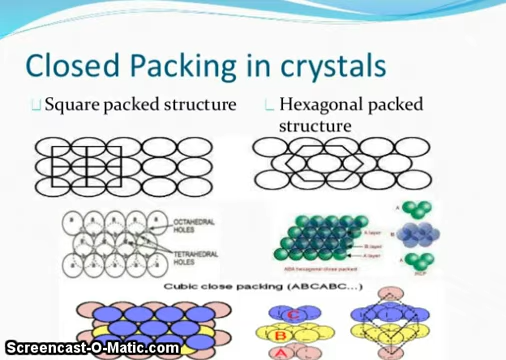 Closed Packing in crystals
Square packed structure
Hexagonal packed
structure
OCTAHEDRAL
HOLES
TETRAHEDRAL
HOLES
A
B
A
A layer
B layer
A layer
ABA hexagonal close packed
HCP
Cubic close packing (ABCABC...)
C
B
A
Screencast-O-Matic.com